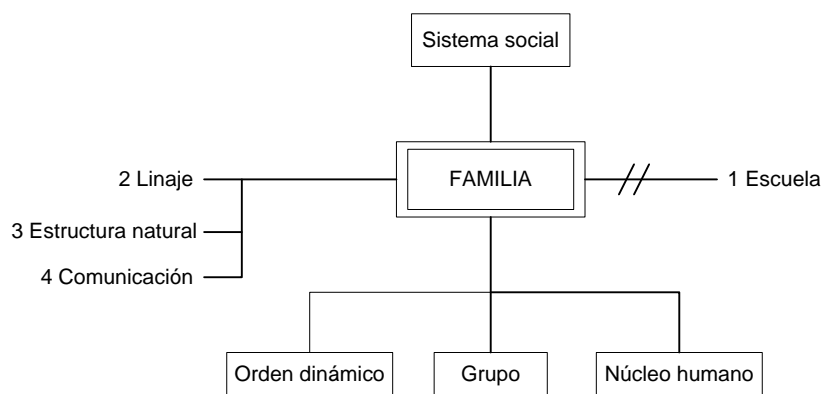 Sistema social
2 Linaje
FAMILIA
1 Escuela
3 Estructura natural
4 Comunicación
Orden dinámico
Grupo
Núcleo humano